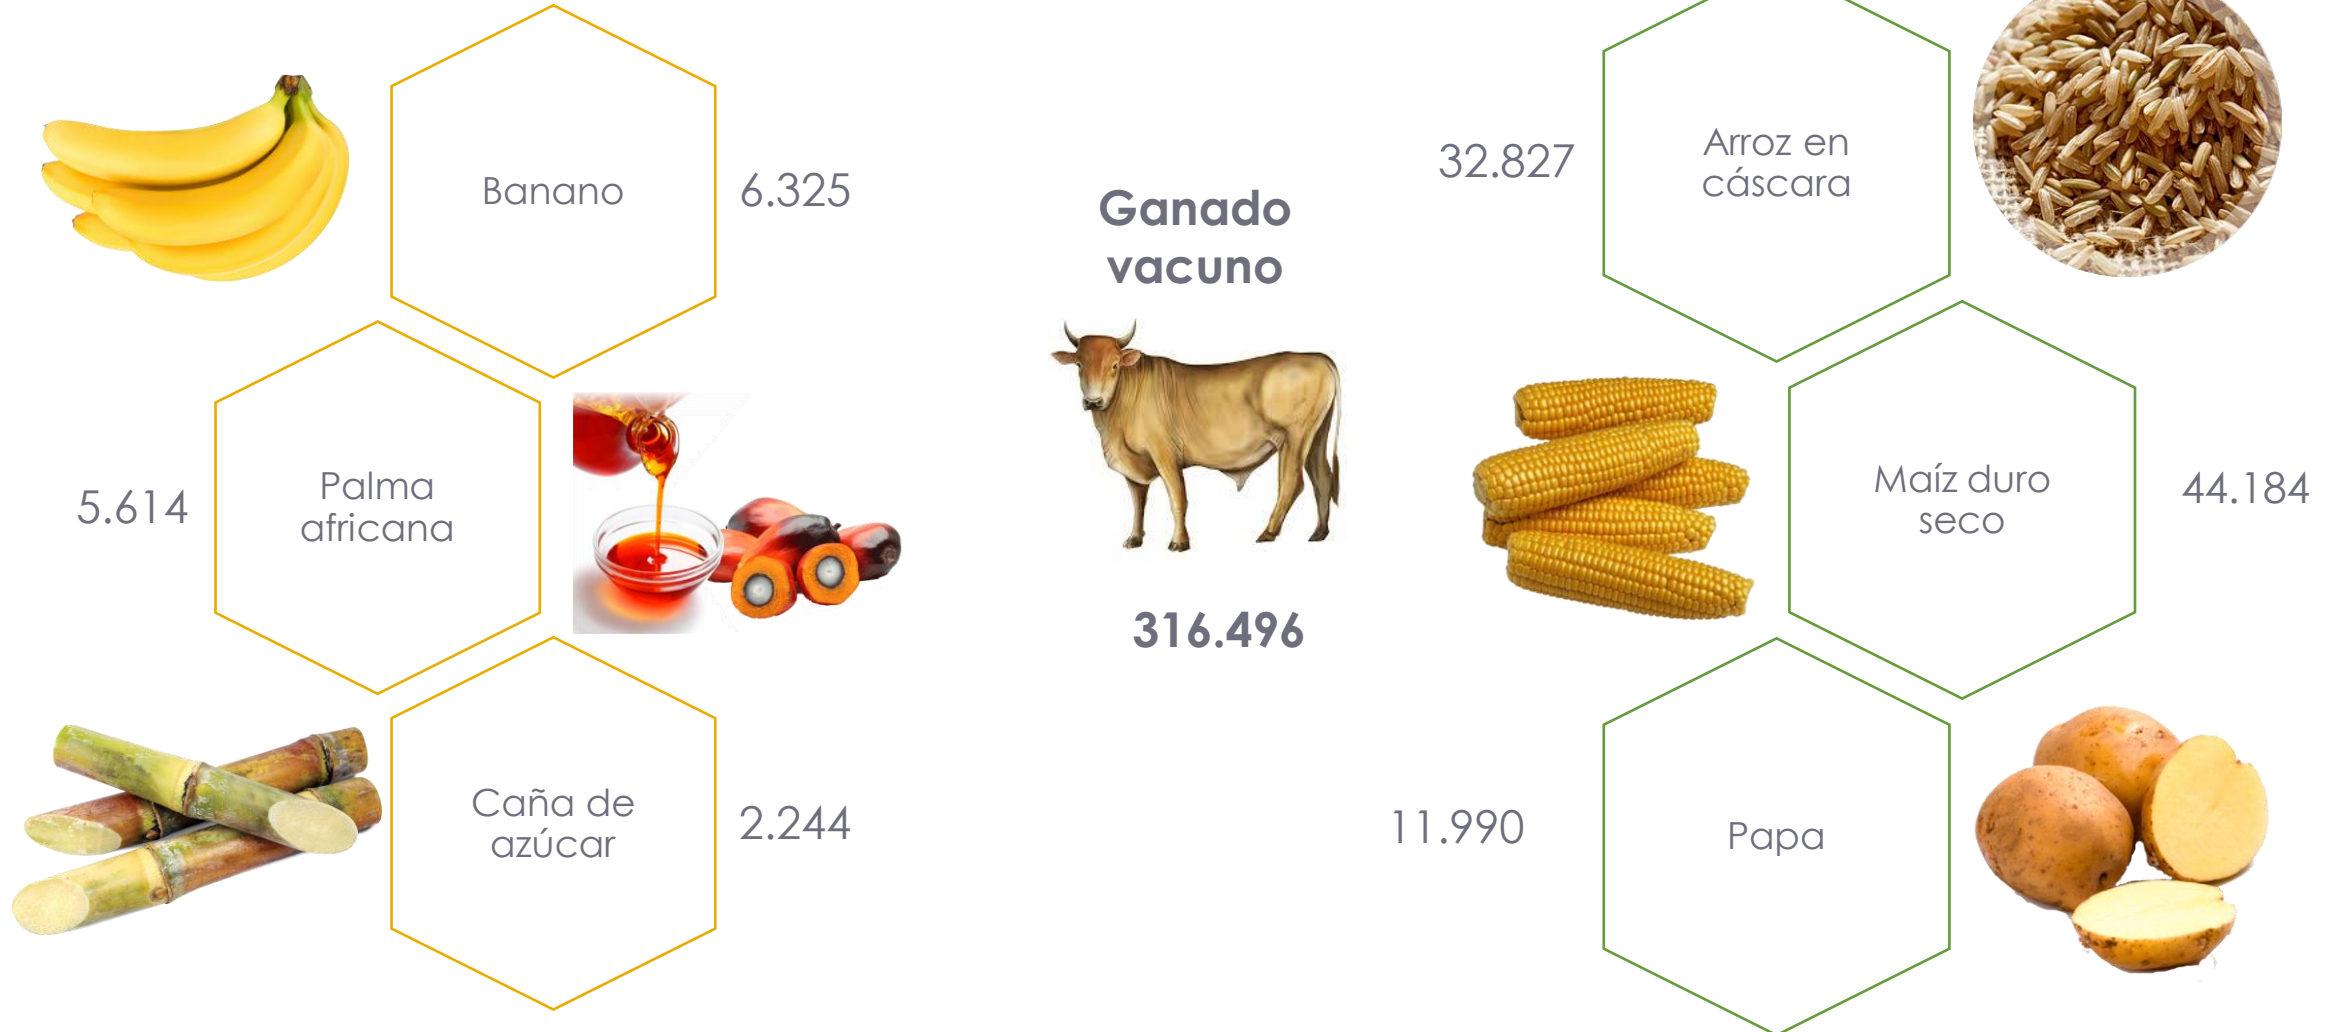 Banano
6.325
5.614
Palma
africana
Caña de
azúcar
2.244
Ganado
vacuno
316.496
32.827
Arroz en
cáscara
Maíz duro
seco
44.184
11.990
Papa